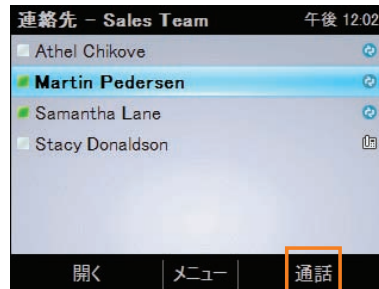 連絡先 – Sales Team 午後 12:02
Athel Chikove
Martin Pedersen
Samantha Lane
Stacy Donaldson
開く メニュー 通話